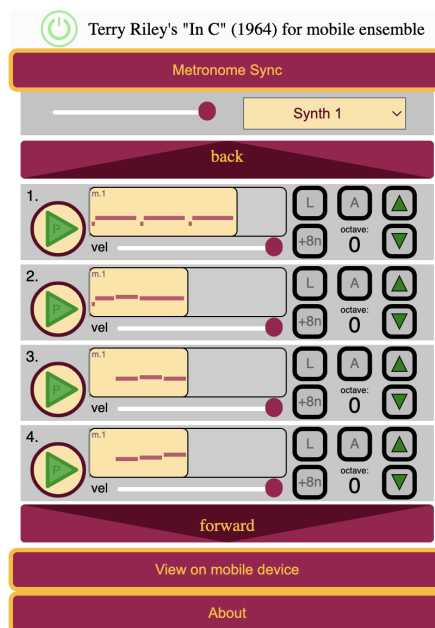 Terry Riley's "In C" (1964) for mobile ensemble
Metronome Sync
Synth 1
back
1.
m.1
P
vel
L
A
+8n
octave:
0
2.
m.1
P
vel
L
A
+8n
octave:
0
3.
m.1
P
vel
L
A
+8n
octave:
0
4.
m.1
P
vel
L
A
+8n
octave:
0
forward
View on mobile device
About